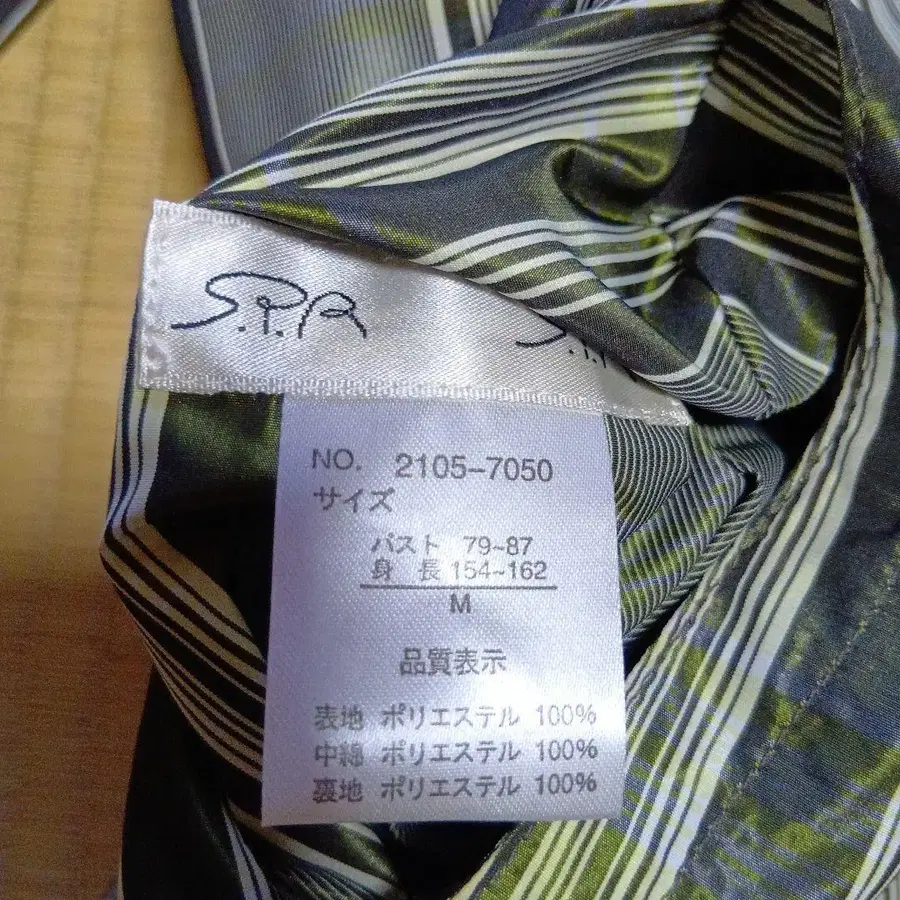 S.P.R
NO. 2105-7050
サイズ
バスト 79~87
身 長 154~162
M
品質表示
表地 ポリエステル 100%
中綿 ポリエステル 100%
裏地 ポリエステル 100%